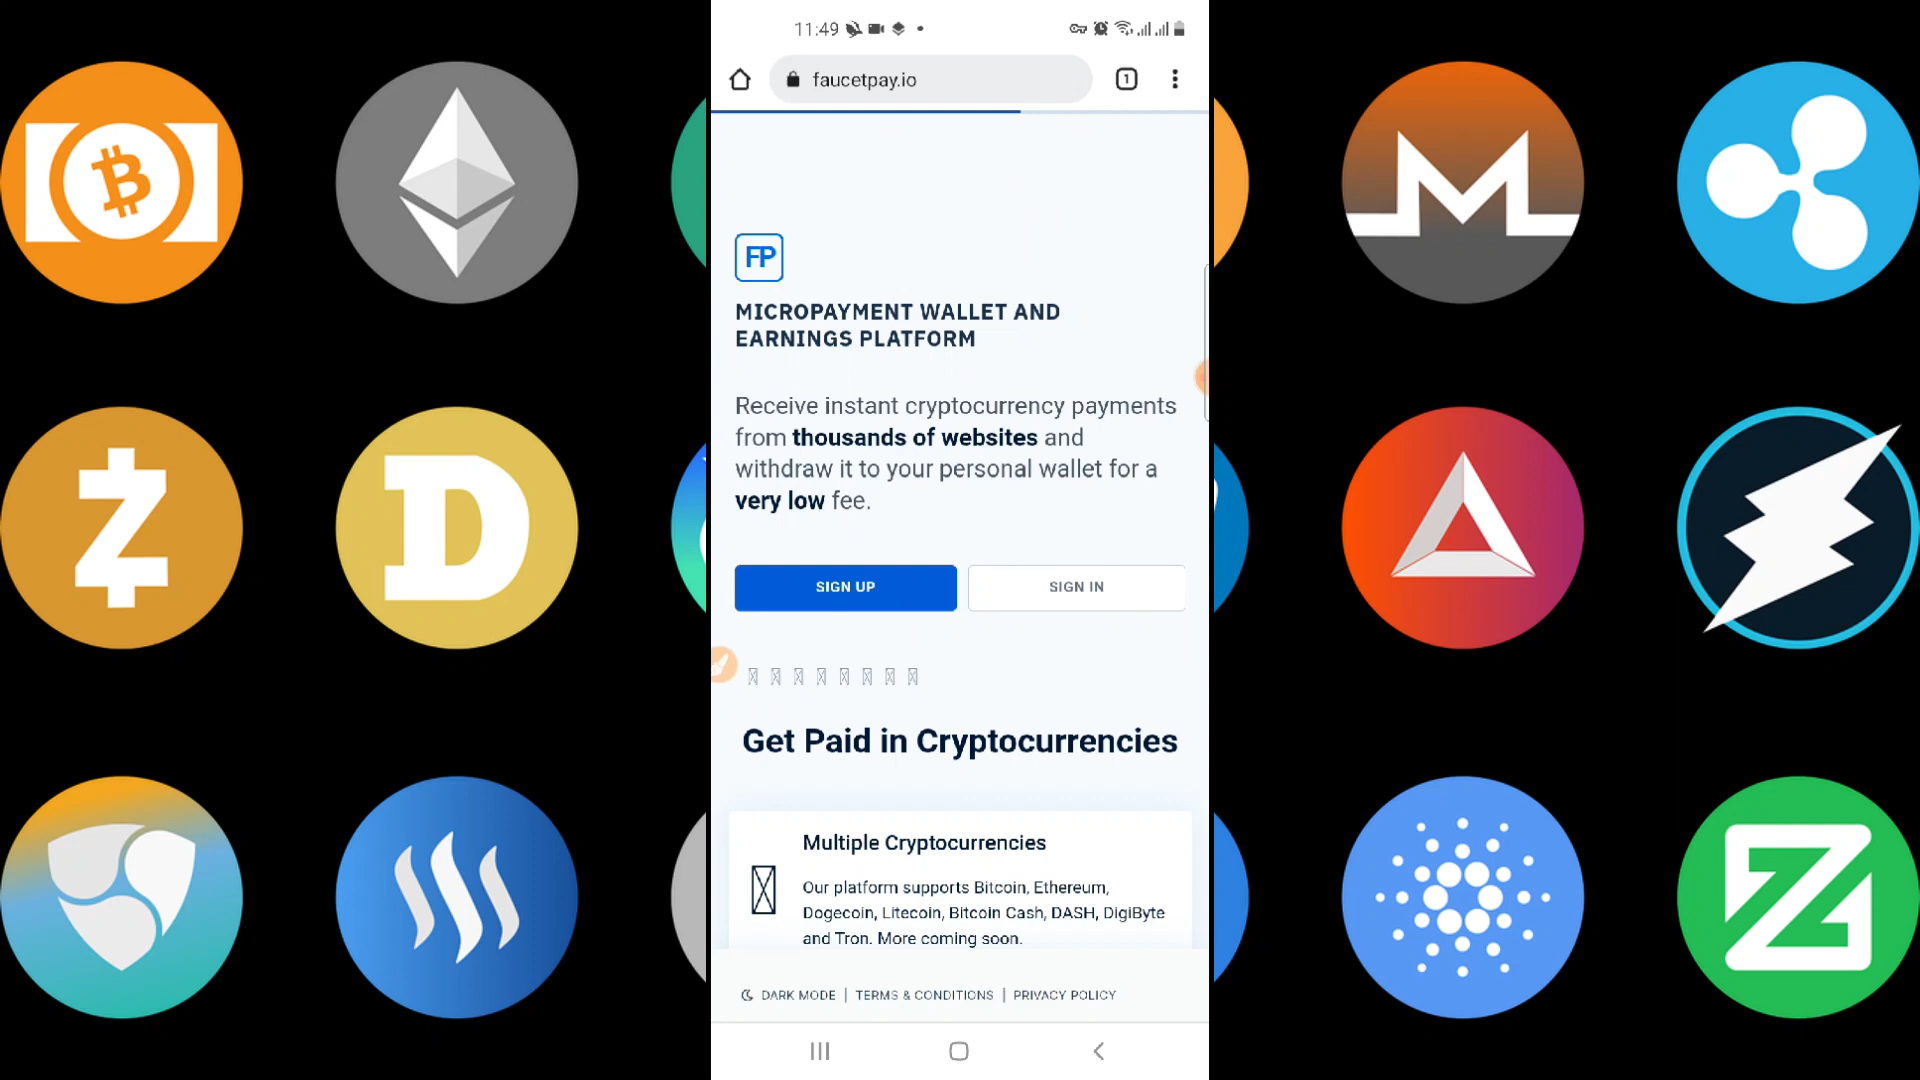 11:49
faucetpay.io
1
FP
MICROPAYMENT WALLET AND
EARNINGS PLATFORM
Receive instant cryptocurrency payments
from thousands of websites and
withdraw it to your personal wallet for a
very low fee.
SIGN UP
SIGN IN
Get Paid in Cryptocurrencies
Multiple Cryptocurrencies
Our platform supports Bitcoin, Ethereum,
Dogecoin, Litecoin, Bitcoin Cash, DASH, DigiByte
and Tron. More coming soon.
DARK MODE | TERMS & CONDITIONS | PRIVACY POLICY